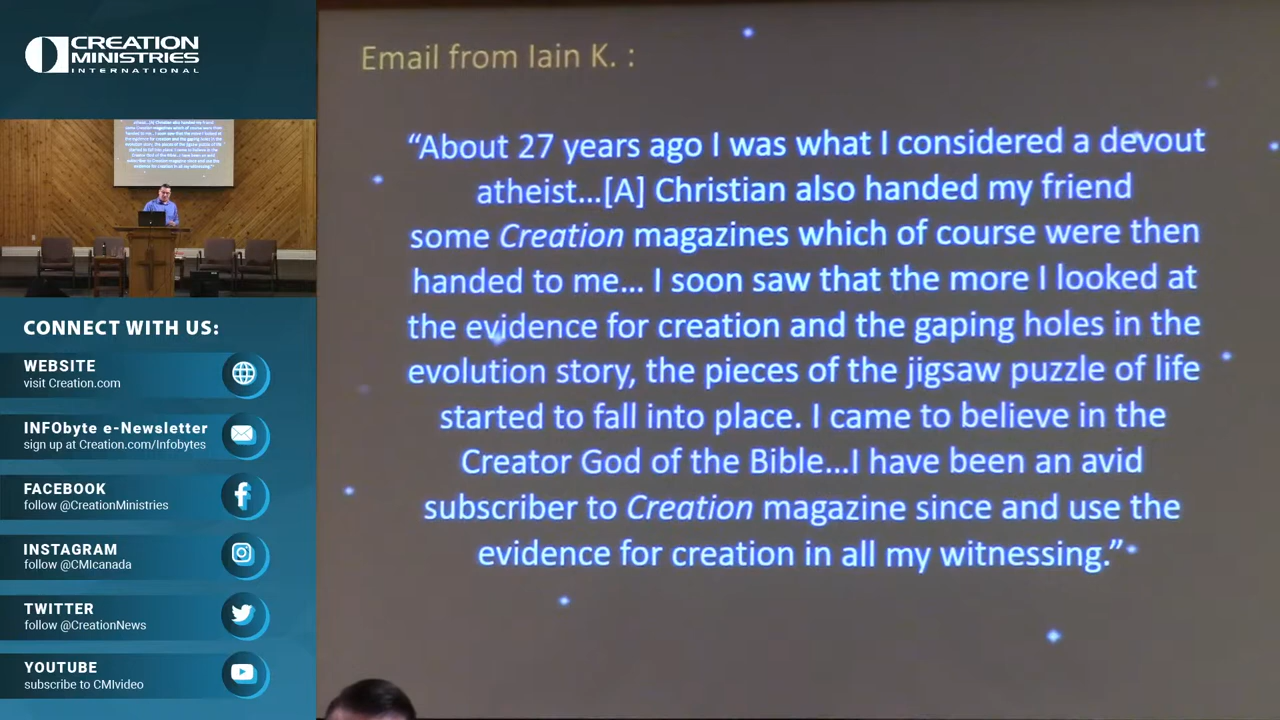 CREATION
MINISTRIES
INTERNATIONAL
CONNECT WITH US:
WEBSITE
visit Creation.com
INFObyte e-Newsletter
sign up at Creation.com/Infobytes
FACEBOOK
follow @CreationMinistries
INSTAGRAM
follow @CMIcanada
TWITTER
follow @CreationNews
YOUTUBE
subscribe to CMIvideo
Email from Iain K. :
“About 27 years ago I was what I considered a devout
atheist...[A] Christian also handed my friend
some Creation magazines which of course were then
handed to me... I soon saw that the more I looked at
the evidence for creation and the gaping holes in the
evolution story, the pieces of the jigsaw puzzle of life
started to fall into place. I came to believe in the
Creator God of the Bible...I have been an avid
subscriber to Creation magazine since and use the
evidence for creation in all my witnessing.”